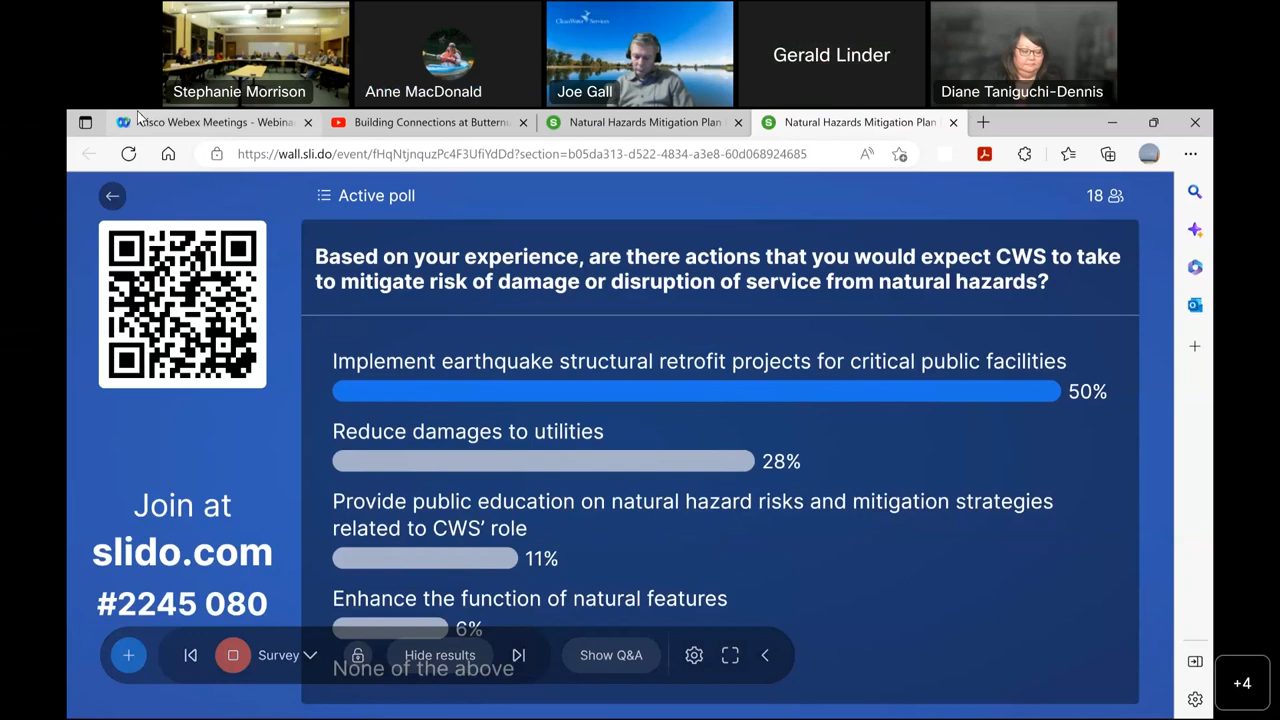 CleanWater Services
Stephanie Morrison
Anne MacDonald
Joe Gall
Gerald Linder
Diane Taniguchi-Dennis
Cisco Webex Meetings - Webina
Building Connections at Buttern
Natural Hazards Mitigation Plan
Natural Hazards Mitigation Plan
https://wall.sli.do/event/fHqNtjnquzPc4F3UfiYdDd?section=b05da313-d522-4834-a3e8-60d068924685
Active poll
18
Based on your experience, are there actions that you would expect CWS to take
to mitigate risk of damage or disruption of service from natural hazards?
Implement earthquake structural retrofit projects for critical public facilities
50%
Reduce damages to utilities
28%
Provide public education on natural hazard risks and mitigation strategies
related to CWS’ role
11%
Enhance the function of natural features
6%
None of the above
Join at
slido.com
#2245 080
Survey
Hide results
Show Q&A
+4